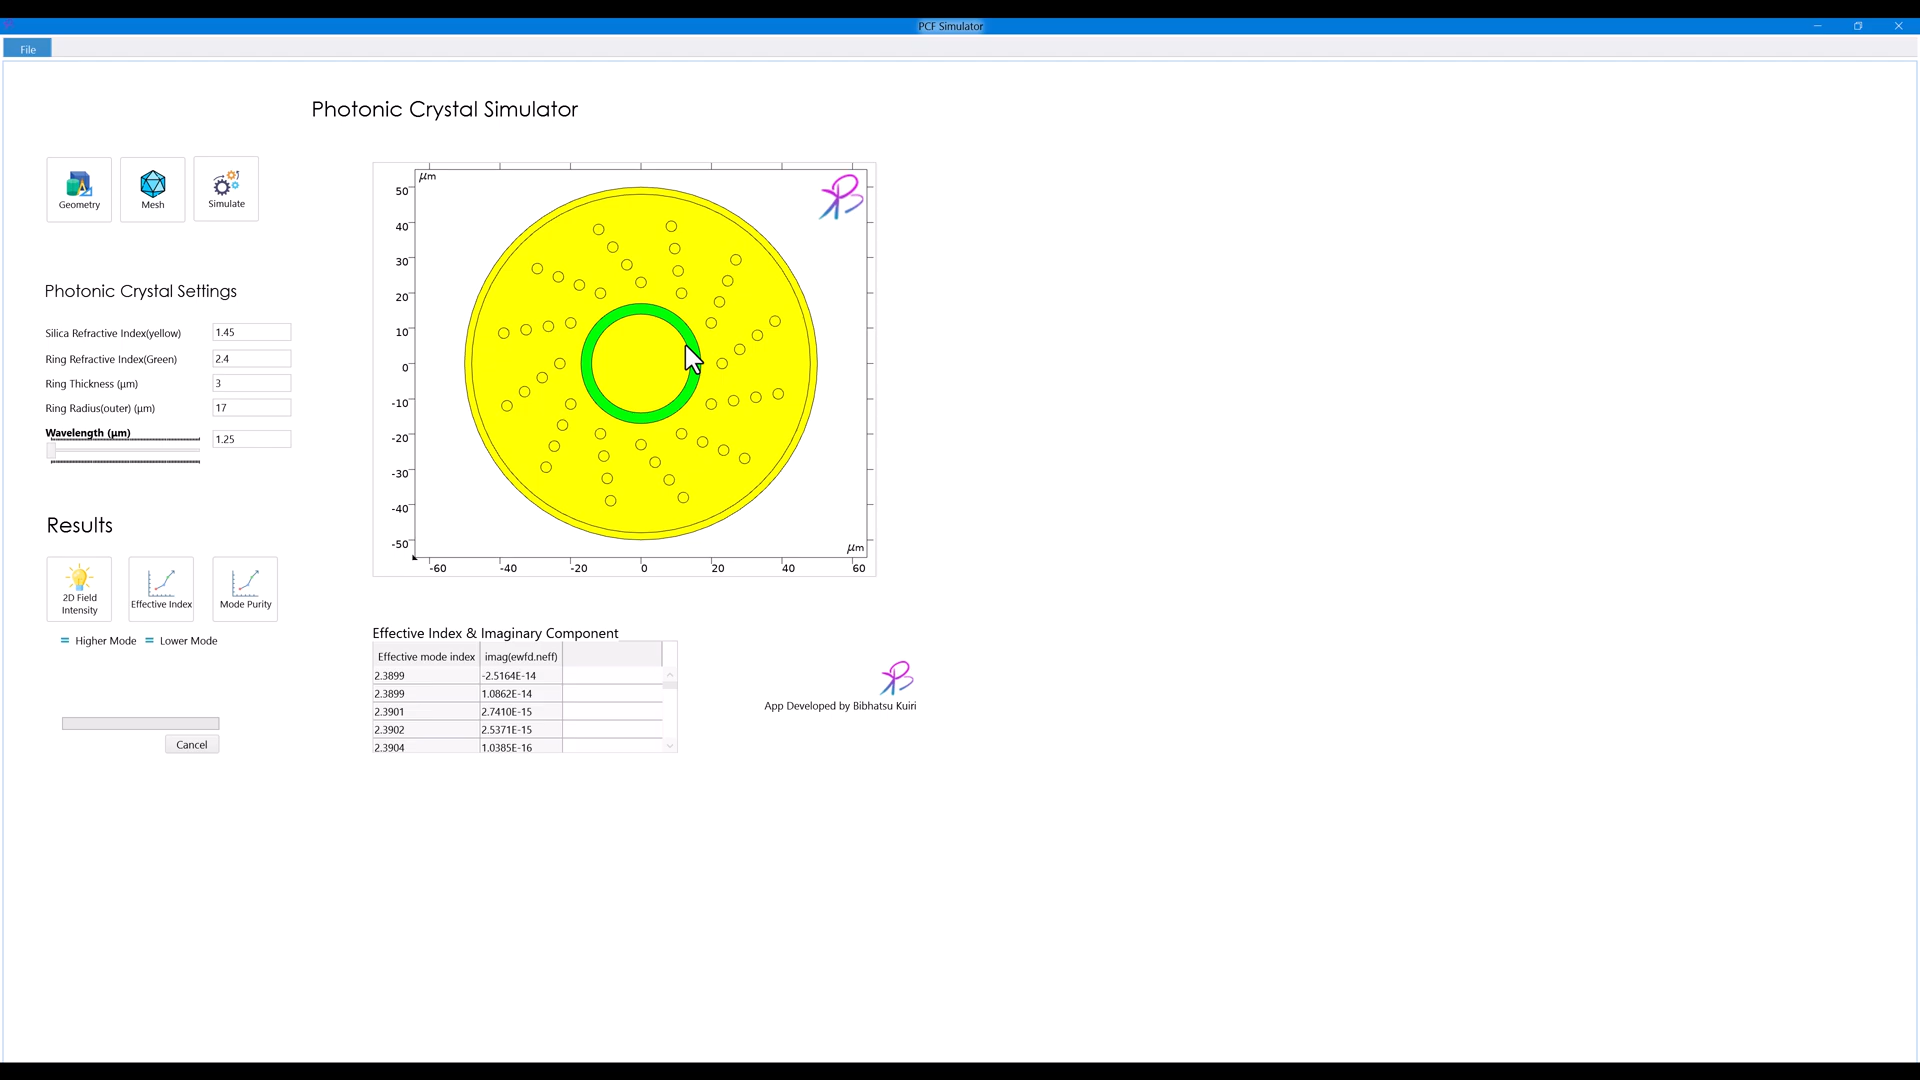 PCF Simulator
File
Photonic Crystal Simulator
Geometry
Mesh
Simulate
Photonic Crystal Settings
Silica Refractive Index(yellow) 1.45
Ring Refractive Index(Green) 2.4
Ring Thickness (μm) 3
Ring Radius(outer) (μm) 17
Wavelength (μm) 1.25
Results
2D Field
Intensity
Effective Index
Mode Purity
= Higher Mode = Lower Mode
Cancel
μm
50
40
30
20
10
0
-10
-20
-30
-40
-50
μm
-60 -40 -20 0 20 40 60
Effective Index & Imaginary Component
Effective mode index imag(ewfd.neff)
2.3899 -2.5164E-14
2.3899 1.0862E-14
2.3901 2.7410E-15
2.3902 2.5371E-15
2.3904 1.0385E-16
App Developed by Bibhatsu Kuiri